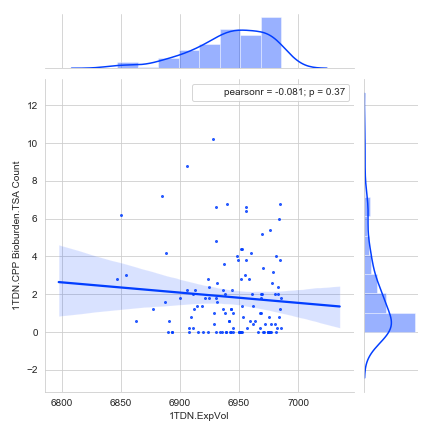 pearsonr = -0.081; p = 0.37
12
10
8
6
4
2
0
−2
1TDN.CPP Bioburden.TSA Count
6800 6850 6900 6950 7000
1TDN.ExpVol